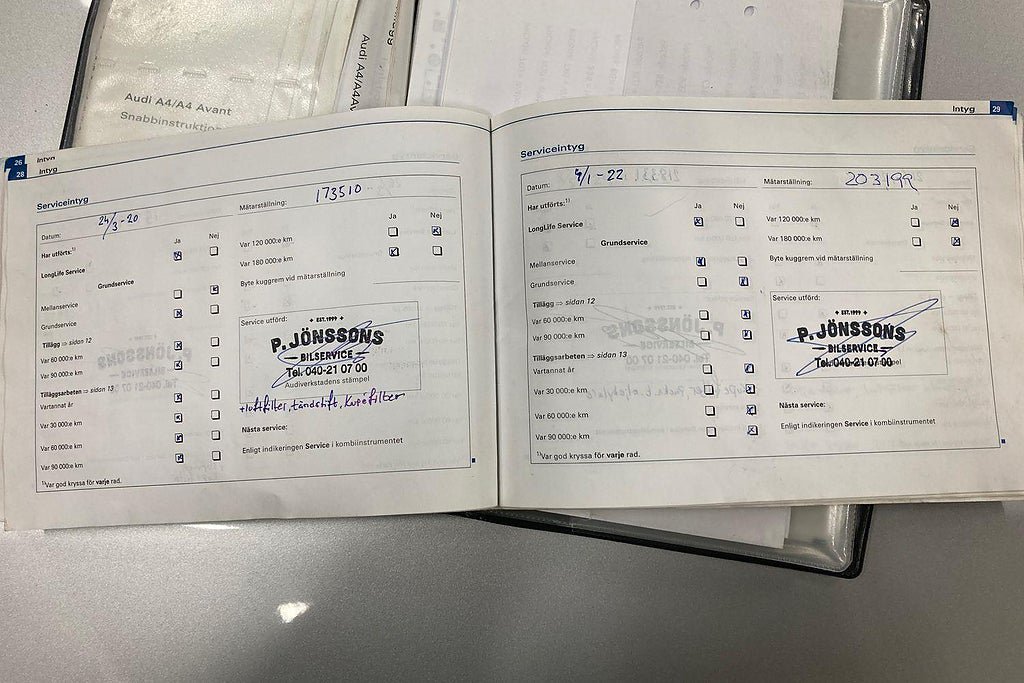 Audi A4/A4 Avant
Snabbinstruktion
Audi A4/A4Av
26 Intyg
28 Intyg
Serviceintyg
Datum: 24/3-20
Mätarställning: 173510
Ja Nej
Ja Nej
Har utförts:¹⁾
LongLife Service
Grundservice
Mellanservice
Grundservice
Tillägg ⇒ sidan 12
Var 60 000:e km
Var 90 000:e km
Tilläggsarbeten ⇒ sidan 13
Vartannat år
Var 30 000:e km
Var 60 000:e km
Var 90 000:e km
¹⁾Var god kryssa för varje rad.
Var 120 000:e km
Var 180 000:e km
Byte kuggrem vid mätarställning
Service utförd:
EST.1999
P. JÖNSSONS
BILSERVICE
Tel. 040-21 07 00
Audiverkstadens stämpel
+luftfilter, tändstift, kupéfilter
Nästa service:
Enligt indikeringen Service i kombiinstrumentet
Intyg 29
Serviceintyg
Datum: 4/1-22
Mätarställning: 203199
Ja Nej
Ja Nej
Har utförts:¹⁾
LongLife Service
Grundservice
Mellanservice
Grundservice
Tillägg ⇒ sidan 12
Var 60 000:e km
Var 90 000:e km
Tilläggsarbeten ⇒ sidan 13
Vartannat år
Var 30 000:e km
Var 60 000:e km
Var 90 000:e km
¹⁾Var god kryssa för varje rad.
Var 120 000:e km
Var 180 000:e km
Byte kuggrem vid mätarställning
Service utförd:
EST.1999
P. JÖNSSONS
BILSERVICE
Tel. 040-21 07 00
Nästa service:
Enligt indikeringen Service i kombiinstrumentet